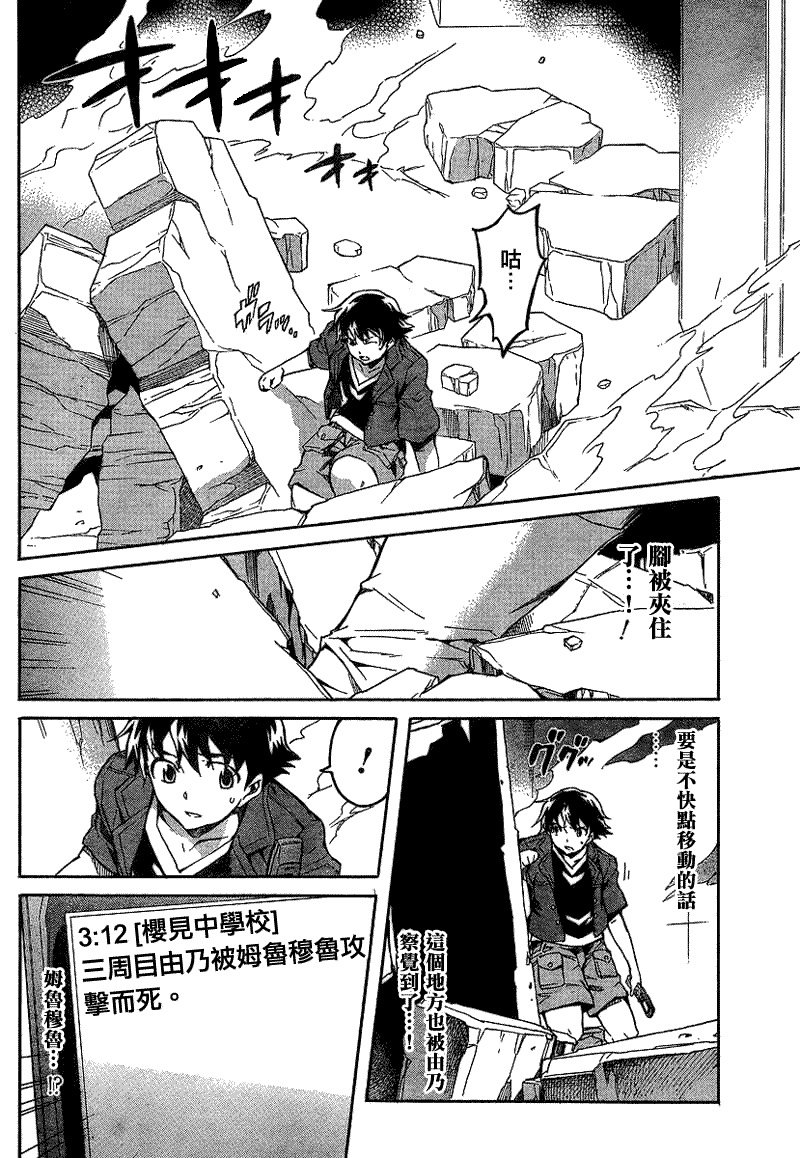 キキキ
キキ
咕
⋯
ガラッ…
腳被夾住
了⋯⋯！！
要是不快點移動的話
⋯⋯
ググ…
這個地方也被由乃
察覺到了⋯⋯！
！
3:12 [櫻見中學校]
三周目由乃被姆魯穆魯攻
擊而死。
姆魯穆魯⋯！？